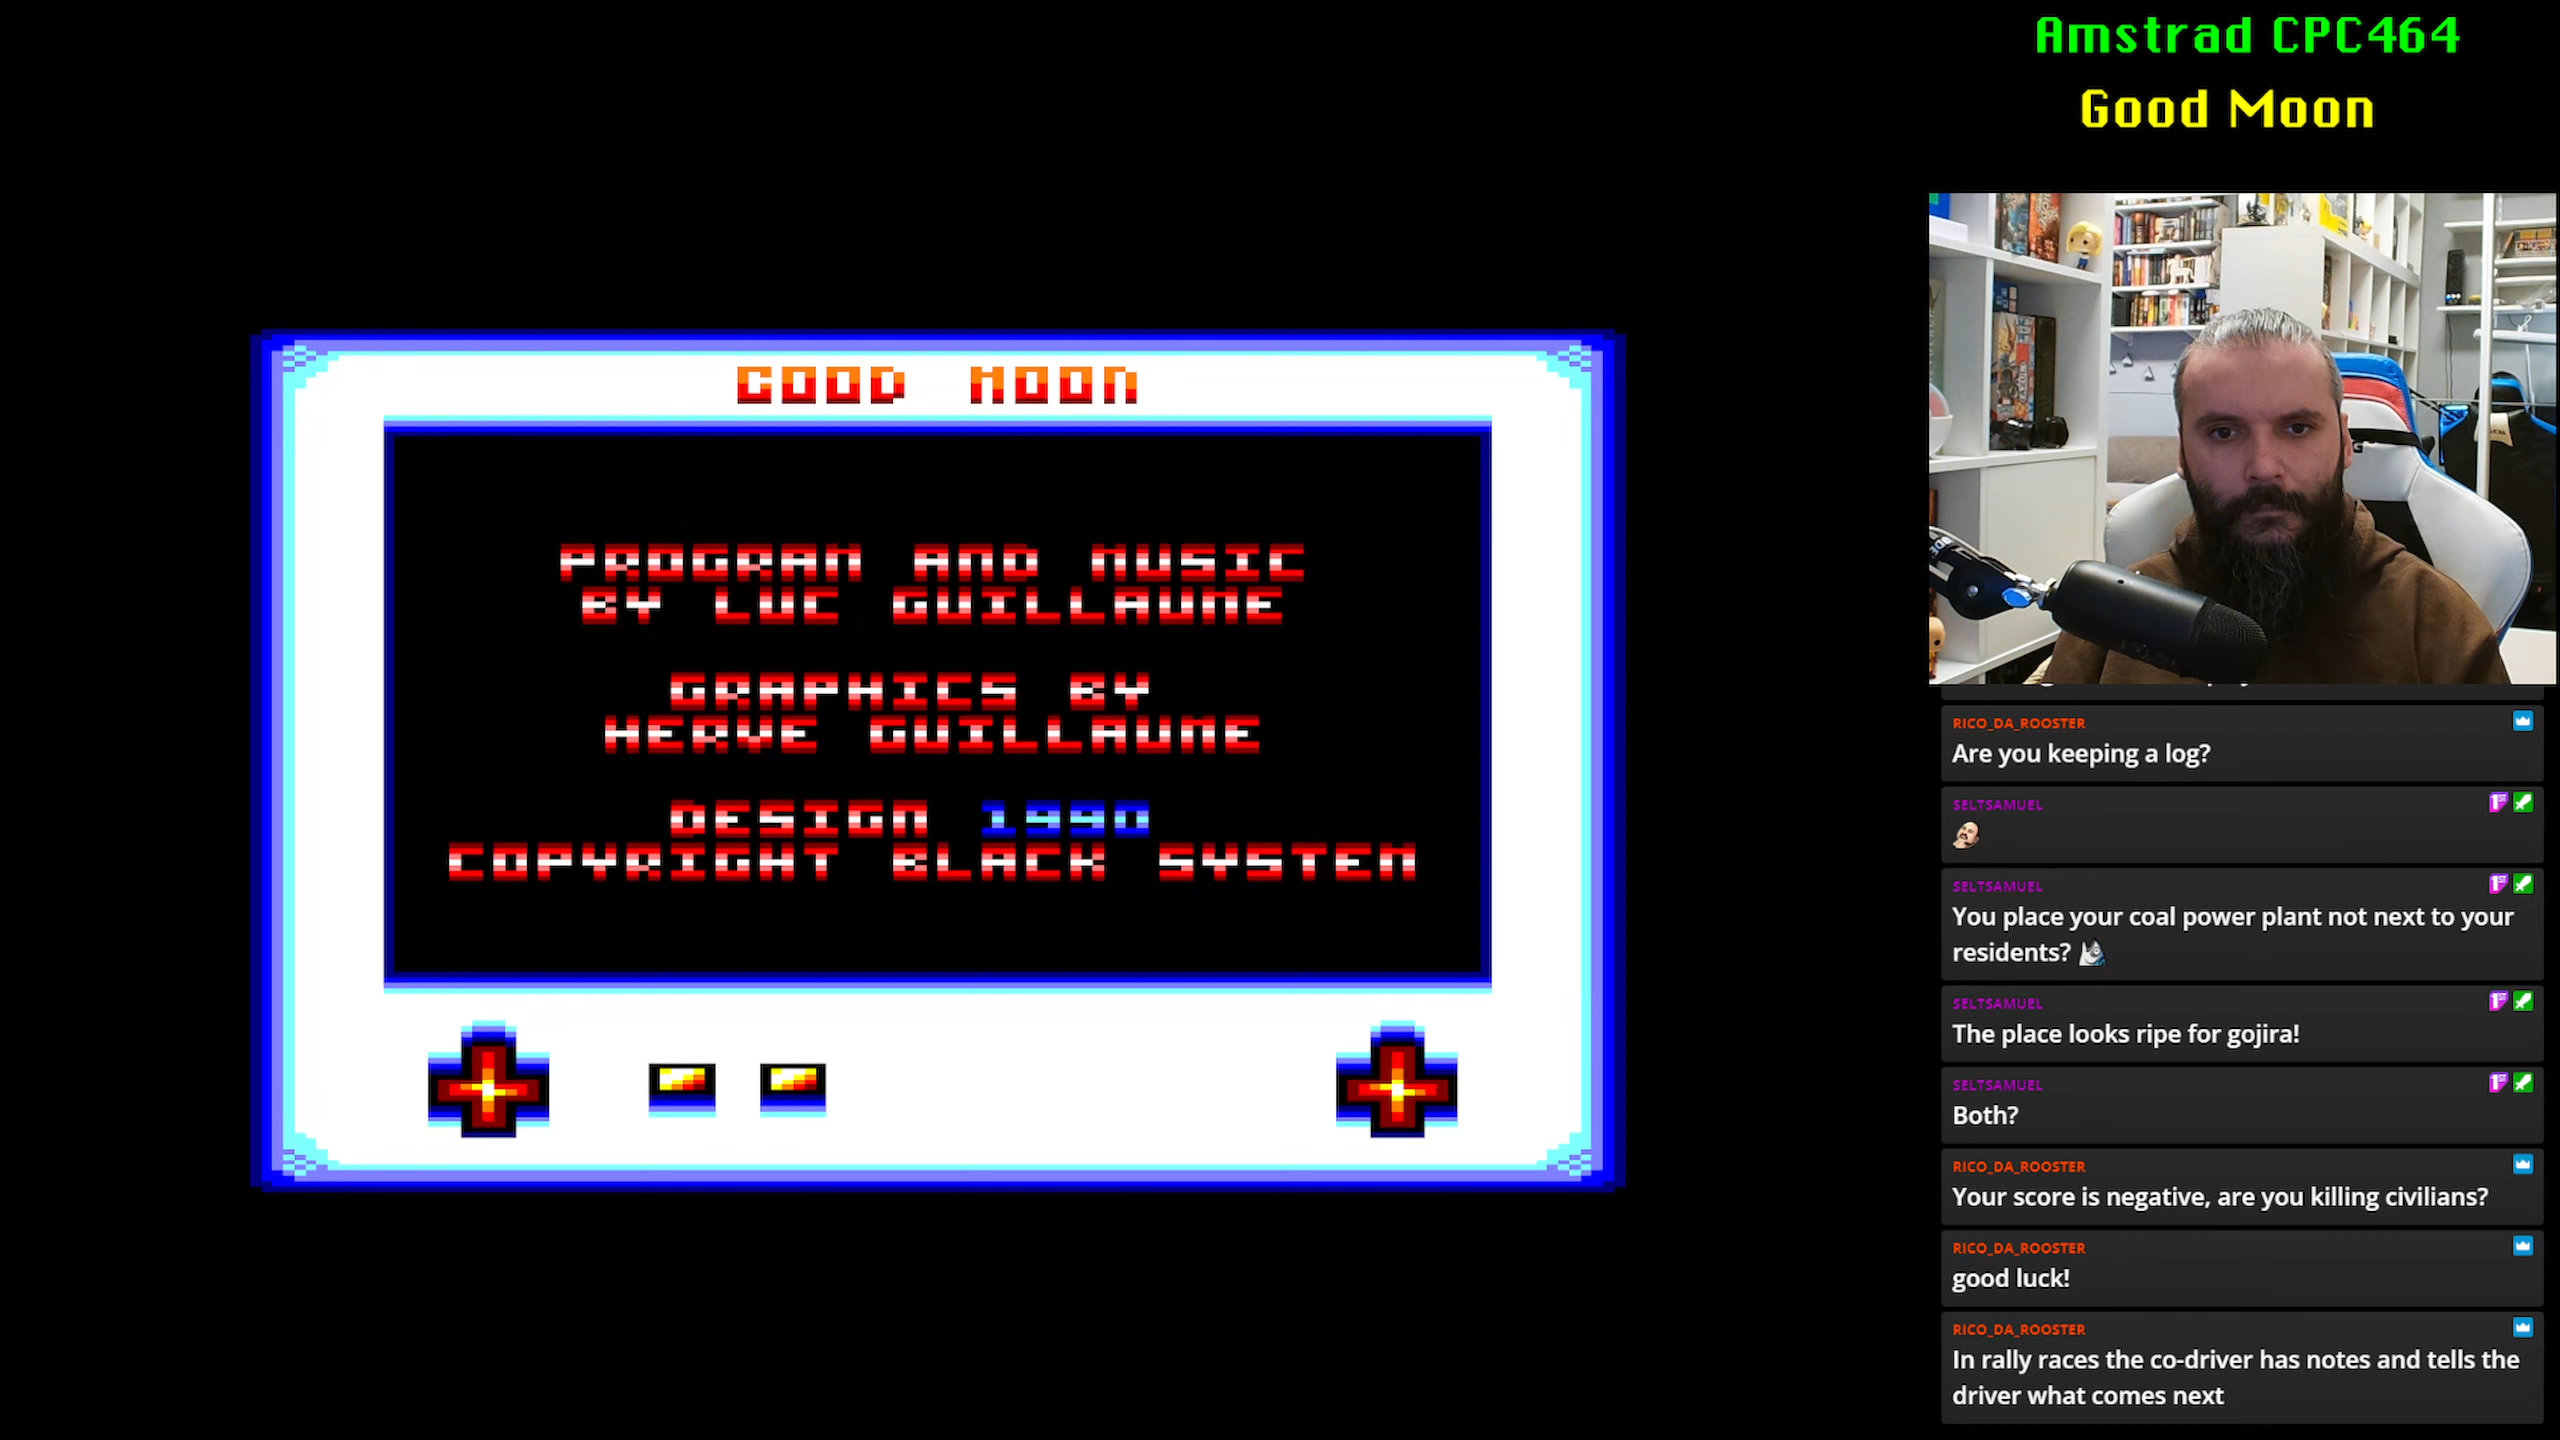 Amstrad CPC464
Good Moon
GOOD MOON
PROGRAM AND MUSIC
BY LUC GUILLAUME
GRAPHICS BY
HERVE GUILLAUME
DESIGN 1990
COPYRIGHT BLACK SYSTEM
RICO_DA_ROOSTER
Are you keeping a log?
SELTSAMUEL
SELTSAMUEL
You place your coal power plant not next to your
residents?
SELTSAMUEL
The place looks ripe for gojira!
SELTSAMUEL
Both?
RICO_DA_ROOSTER
Your score is negative, are you killing civilians?
RICO_DA_ROOSTER
good luck!
RICO_DA_ROOSTER
In rally races the co-driver has notes and tells the
driver what comes next